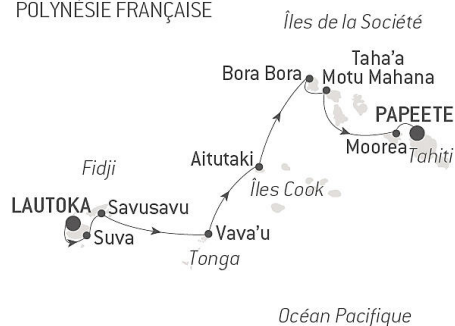 POLYNÉSIE FRANÇAISE
Îles de la Société
Taha'a
Bora Bora
Motu Mahana
PAPEETE
Moorea
Tahiti
Aitutaki
Fidji
Îles Cook
LAUTOKA
Savusavu
Suva
Vava'u
Tonga
Océan Pacifique